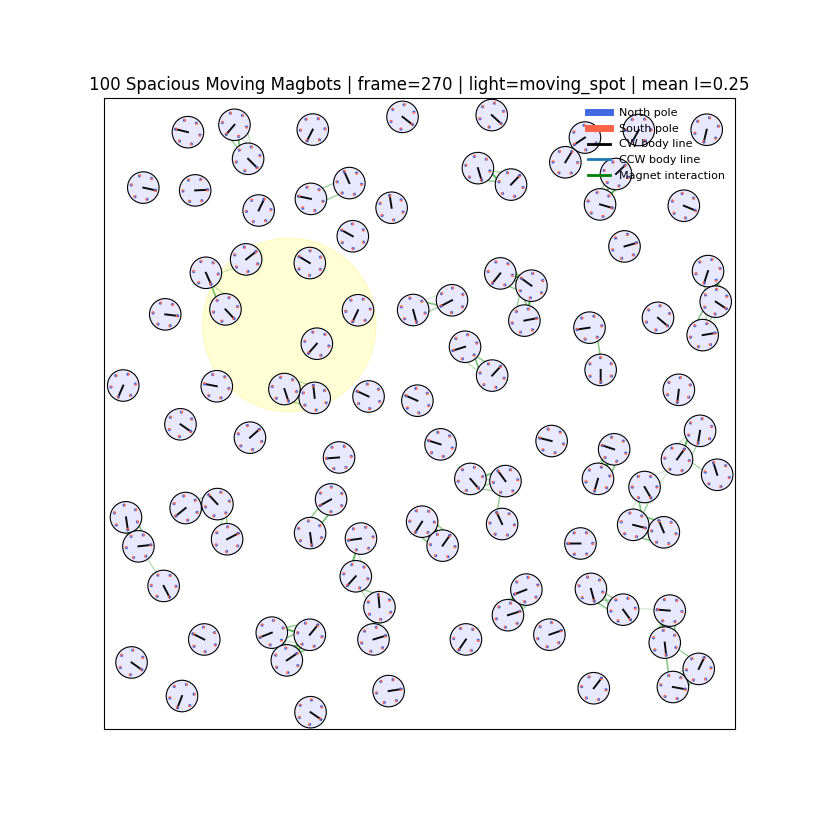 100 Spacious Moving Magbots | frame=270 | light=moving_spot | mean I=0.25
North pole
South pole
CW body line
CCW body line
Magnet interaction